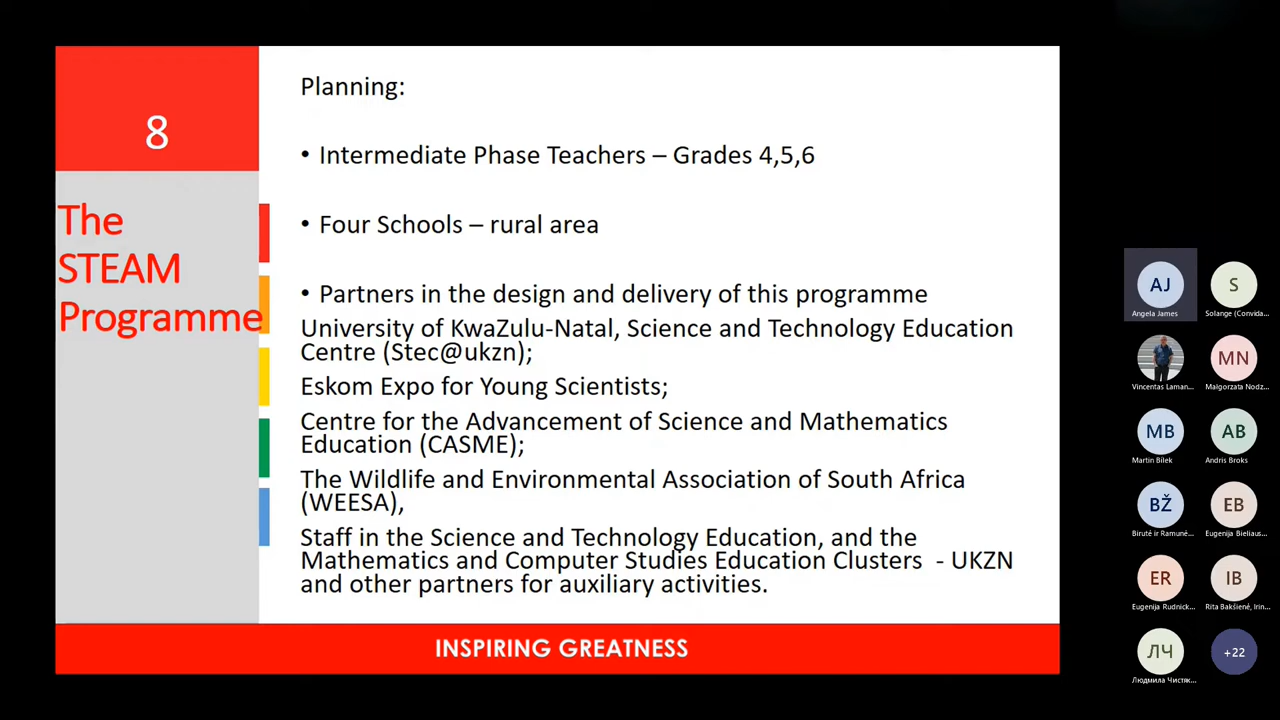 8
The
STEAM
Programme
Planning:
• Intermediate Phase Teachers – Grades 4,5,6
• Four Schools – rural area
• Partners in the design and delivery of this programme
University of KwaZulu-Natal, Science and Technology Education
Centre (Stec@ukzn);
Eskom Expo for Young Scientists;
Centre for the Advancement of Science and Mathematics
Education (CASME);
The Wildlife and Environmental Association of South Africa
(WEESA),
Staff in the Science and Technology Education, and the
Mathematics and Computer Studies Education Clusters - UKZN
and other partners for auxiliary activities.
INSPIRING GREATNESS
AJ
Angela James
S
Solange (Convida...
Vincentas Laman...
MN
Małgorzata Nodz...
MB
Martin Bilek
AB
Andris Broks
BŽ
Birutė ir Ramunė...
EB
Eugenija Bieliaus...
ER
Eugenija Rudnick...
IB
Rita Bakšienė, Irin...
ЛЧ
Людмила Чистяк...
+22